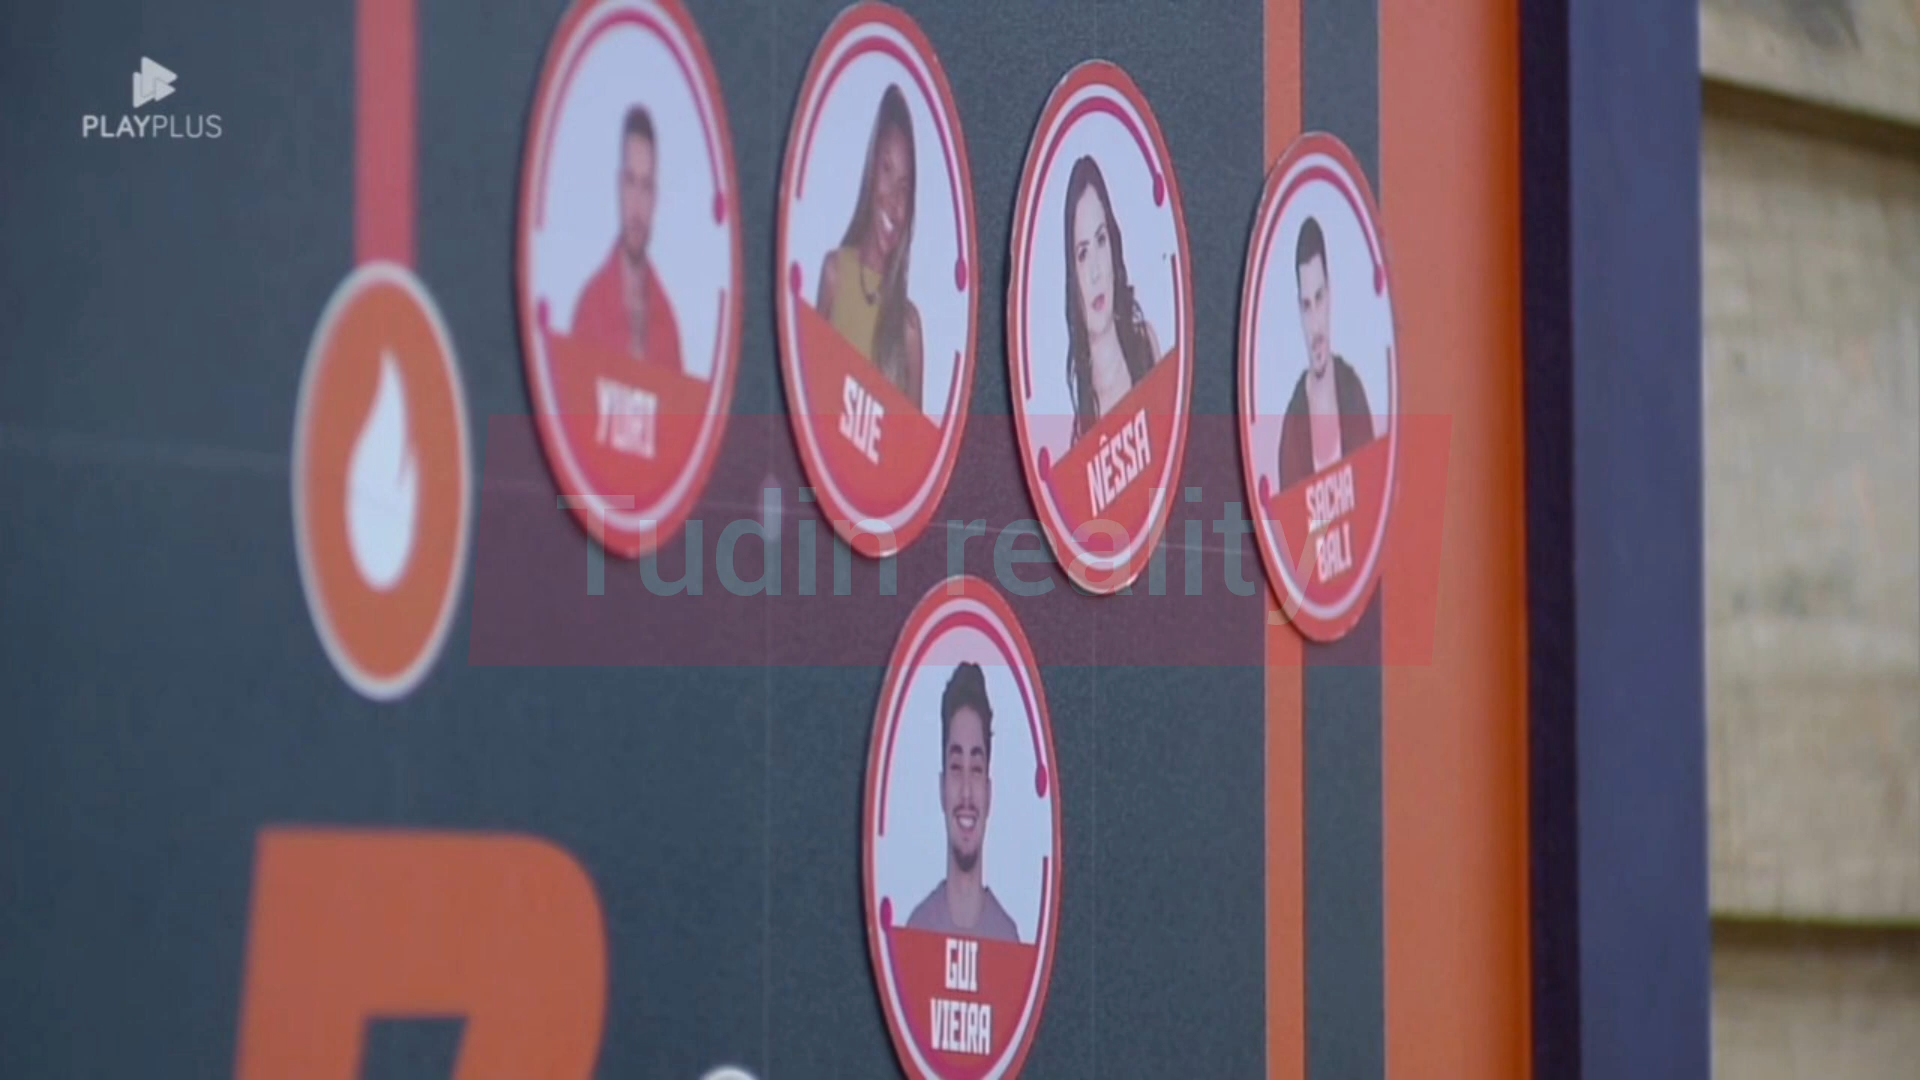 PLAYPLUS
YURI
SUE
NÊSSA
SACHA
BALI
Tudin reality
GUI
VIEIRA